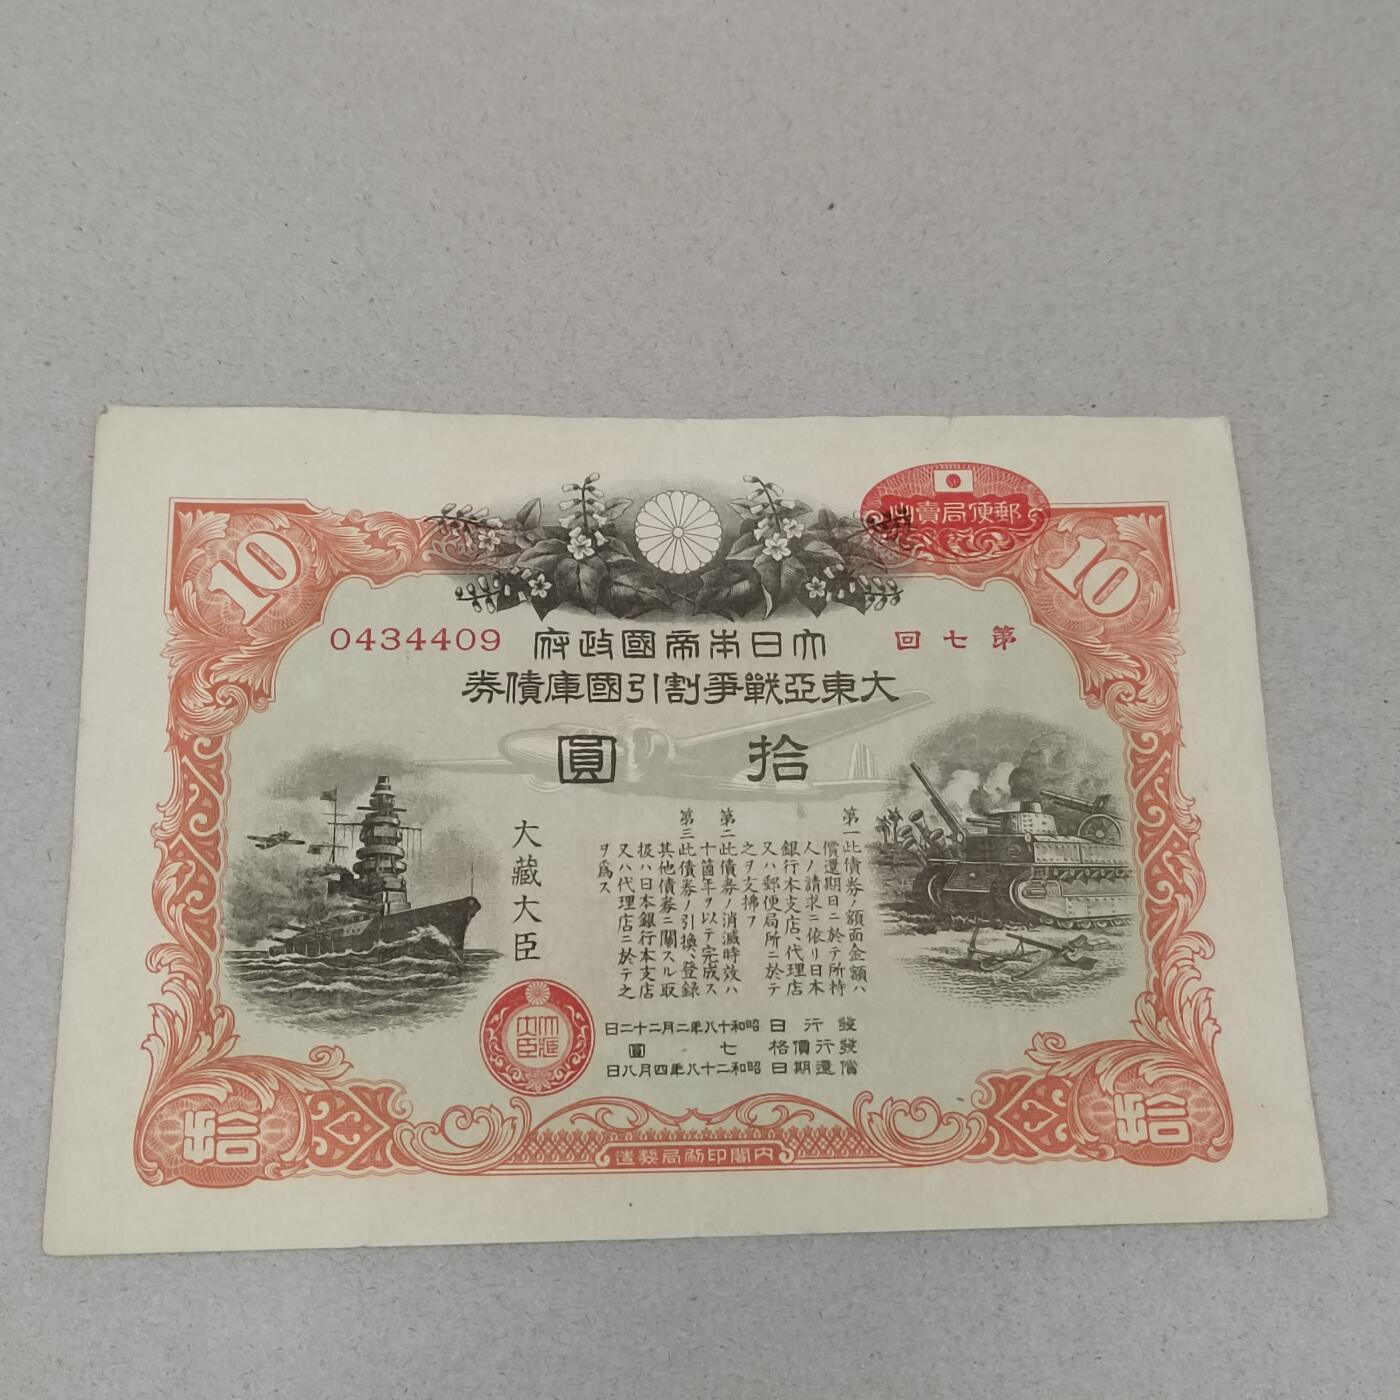 郵便局賣出
10
10
第七回
0434409
大日本帝國政府
大東亞戰爭割引國庫債券
拾圓
第一此債券ノ額面金額ハ
償還期日ニ於テ所持
人ノ請求ニ依リ日本
銀行本支店、代理店
又ハ郵便局所ニ於テ
之ヲ支拂フ
第二此債券ノ消滅時效ハ
十箇年ヲ以テ完成ス
第三此債券ノ引換、登錄
其他債券ニ關スル取
扱ハ日本銀行本支店
又ハ代理店ニ於テ之
ヲ爲ス
大藏大臣
大藏大臣
發行日 昭和十八年二月二十二日
發行價格 七圓
償還期日 昭和二十八年四月八日
拾
拾
內閣印刷局製造